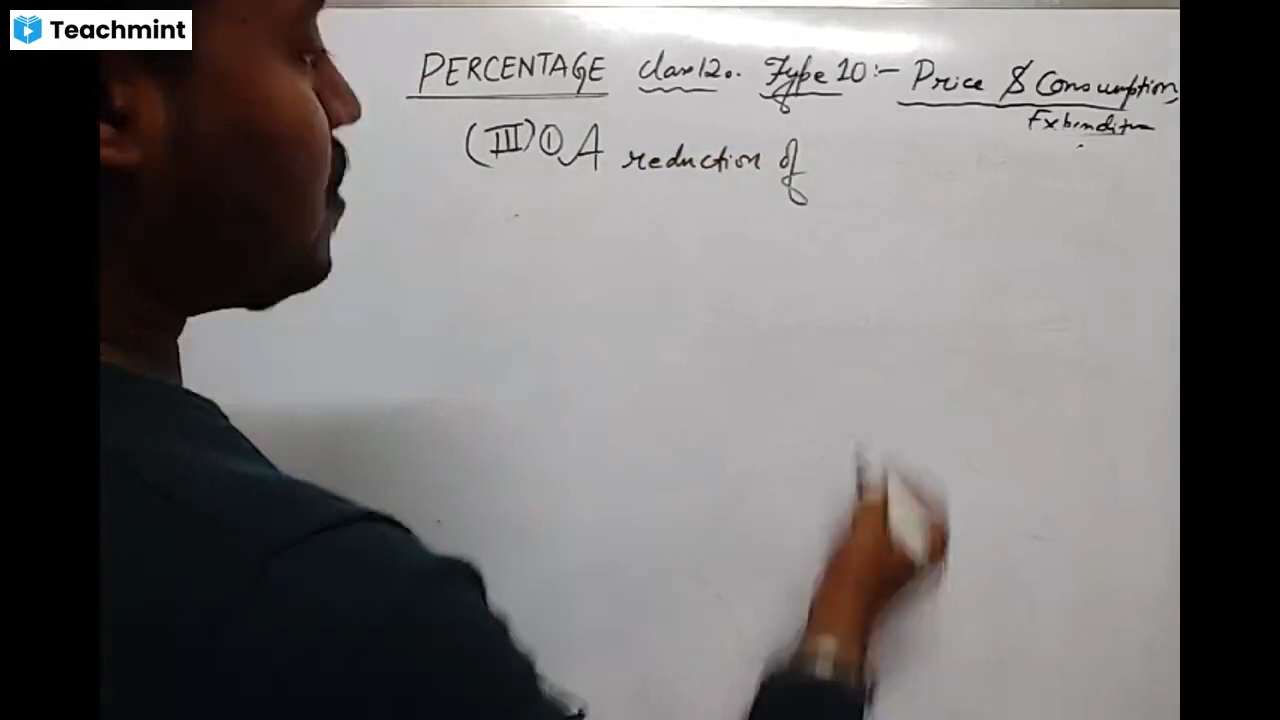 Teachmint
PERCENTAGE Class 12. Type 10:- Price & Consumption,
Expenditure
(III) ① A reduction of